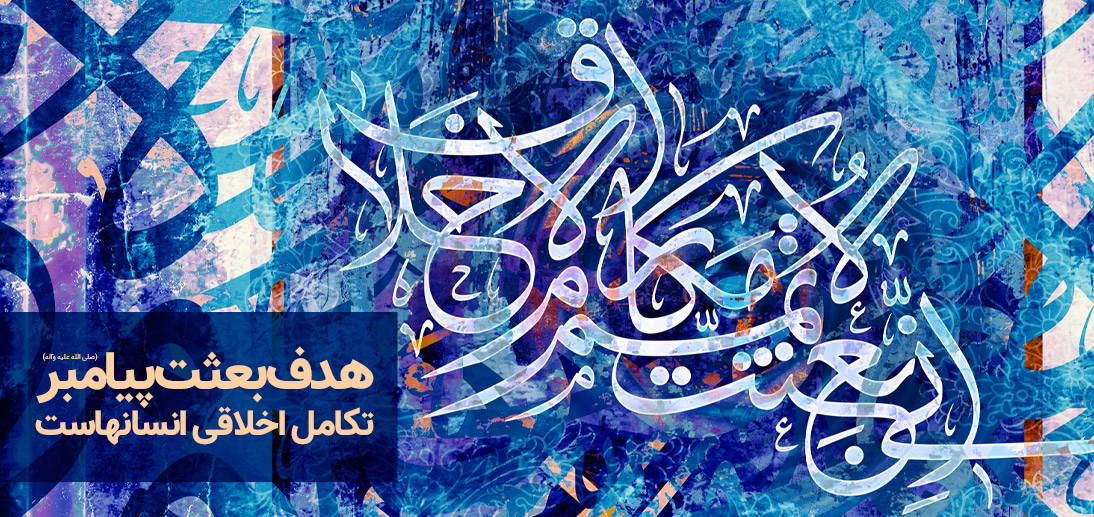 إنی بعثت لأتمم مکارم الأخلاق
هدف بعثت پیامبر (صلی الله علیه وآله)
تکامل اخلاقی انسانهاست